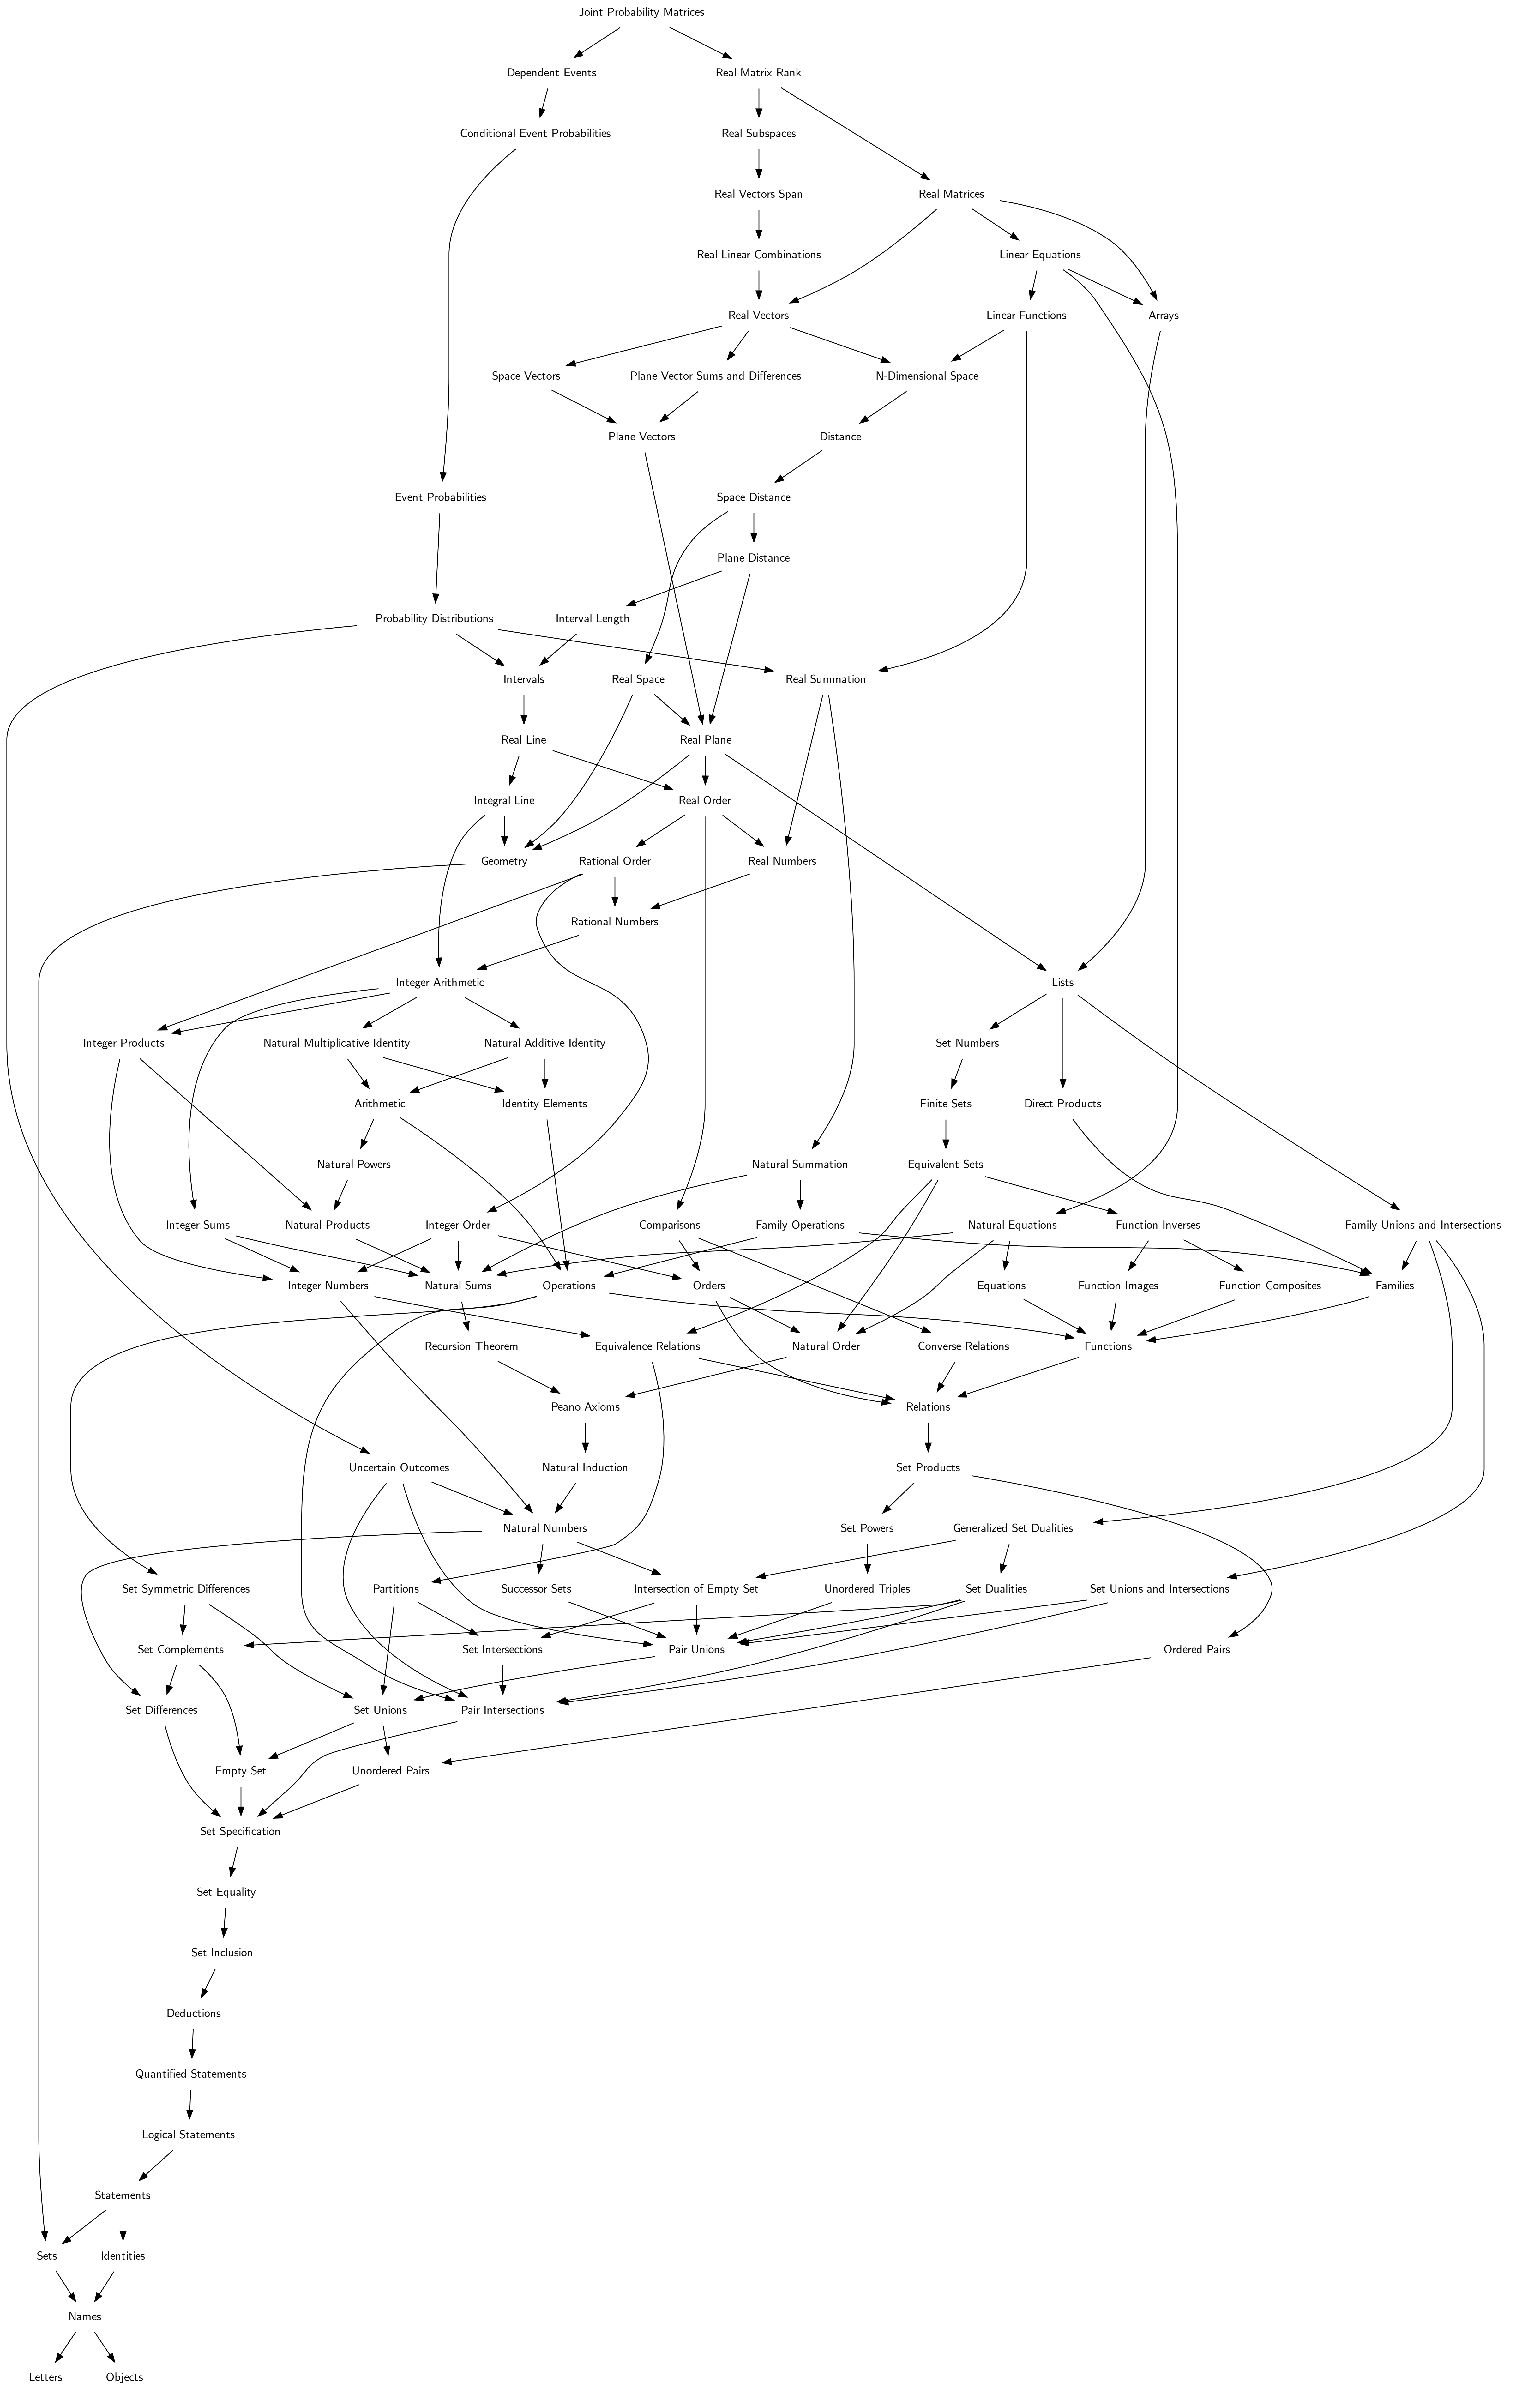 Joint Probability Matrices
Dependent Events
Real Matrix Rank
Conditional Event Probabilities
Real Subspaces
Real Vectors Span
Real Matrices
Real Linear Combinations
Linear Equations
Real Vectors
Linear Functions
Arrays
Space Vectors
Plane Vector Sums and Differences
N-Dimensional Space
Plane Vectors
Distance
Event Probabilities
Space Distance
Plane Distance
Probability Distributions
Interval Length
Intervals
Real Space
Real Summation
Real Line
Real Plane
Integral Line
Real Order
Geometry
Rational Order
Real Numbers
Rational Numbers
Integer Arithmetic
Lists
Integer Products
Natural Multiplicative Identity
Natural Additive Identity
Set Numbers
Arithmetic
Identity Elements
Finite Sets
Direct Products
Natural Powers
Natural Summation
Equivalent Sets
Integer Sums
Natural Products
Integer Order
Comparisons
Family Operations
Natural Equations
Function Inverses
Family Unions and Intersections
Integer Numbers
Natural Sums
Operations
Orders
Equations
Function Images
Function Composites
Families
Recursion Theorem
Equivalence Relations
Natural Order
Converse Relations
Functions
Peano Axioms
Relations
Uncertain Outcomes
Natural Induction
Set Products
Natural Numbers
Set Powers
Generalized Set Dualities
Set Symmetric Differences
Partitions
Successor Sets
Intersection of Empty Set
Unordered Triples
Set Dualities
Set Unions and Intersections
Set Complements
Set Intersections
Pair Unions
Ordered Pairs
Set Differences
Set Unions
Pair Intersections
Empty Set
Unordered Pairs
Set Specification
Set Equality
Set Inclusion
Deductions
Quantified Statements
Logical Statements
Statements
Sets
Identities
Names
Letters
Objects